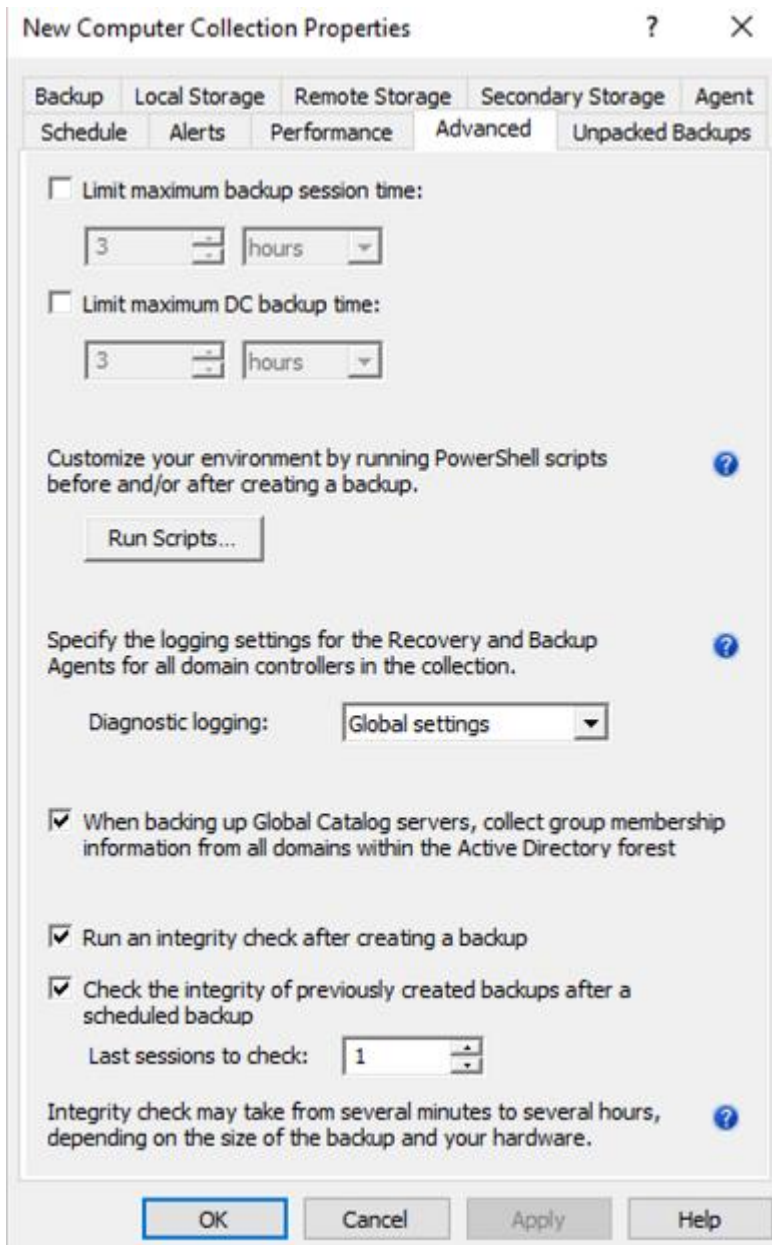 New Computer Collection Properties ? ×
Backup Local Storage Remote Storage Secondary Storage Agent
Schedule Alerts Performance Advanced Unpacked Backups
Limit maximum backup session time:
3 hours
Limit maximum DC backup time:
3 hours
Customize your environment by running PowerShell scripts
before and/or after creating a backup.
?
Run Scripts...
Specify the logging settings for the Recovery and Backup
Agents for all domain controllers in the collection.
?
Diagnostic logging: Global settings
When backing up Global Catalog servers, collect group membership
information from all domains within the Active Directory forest
Run an integrity check after creating a backup
Check the integrity of previously created backups after a
scheduled backup
Last sessions to check: 1
Integrity check may take from several minutes to several hours,
depending on the size of the backup and your hardware.
?
OK Cancel Apply Help